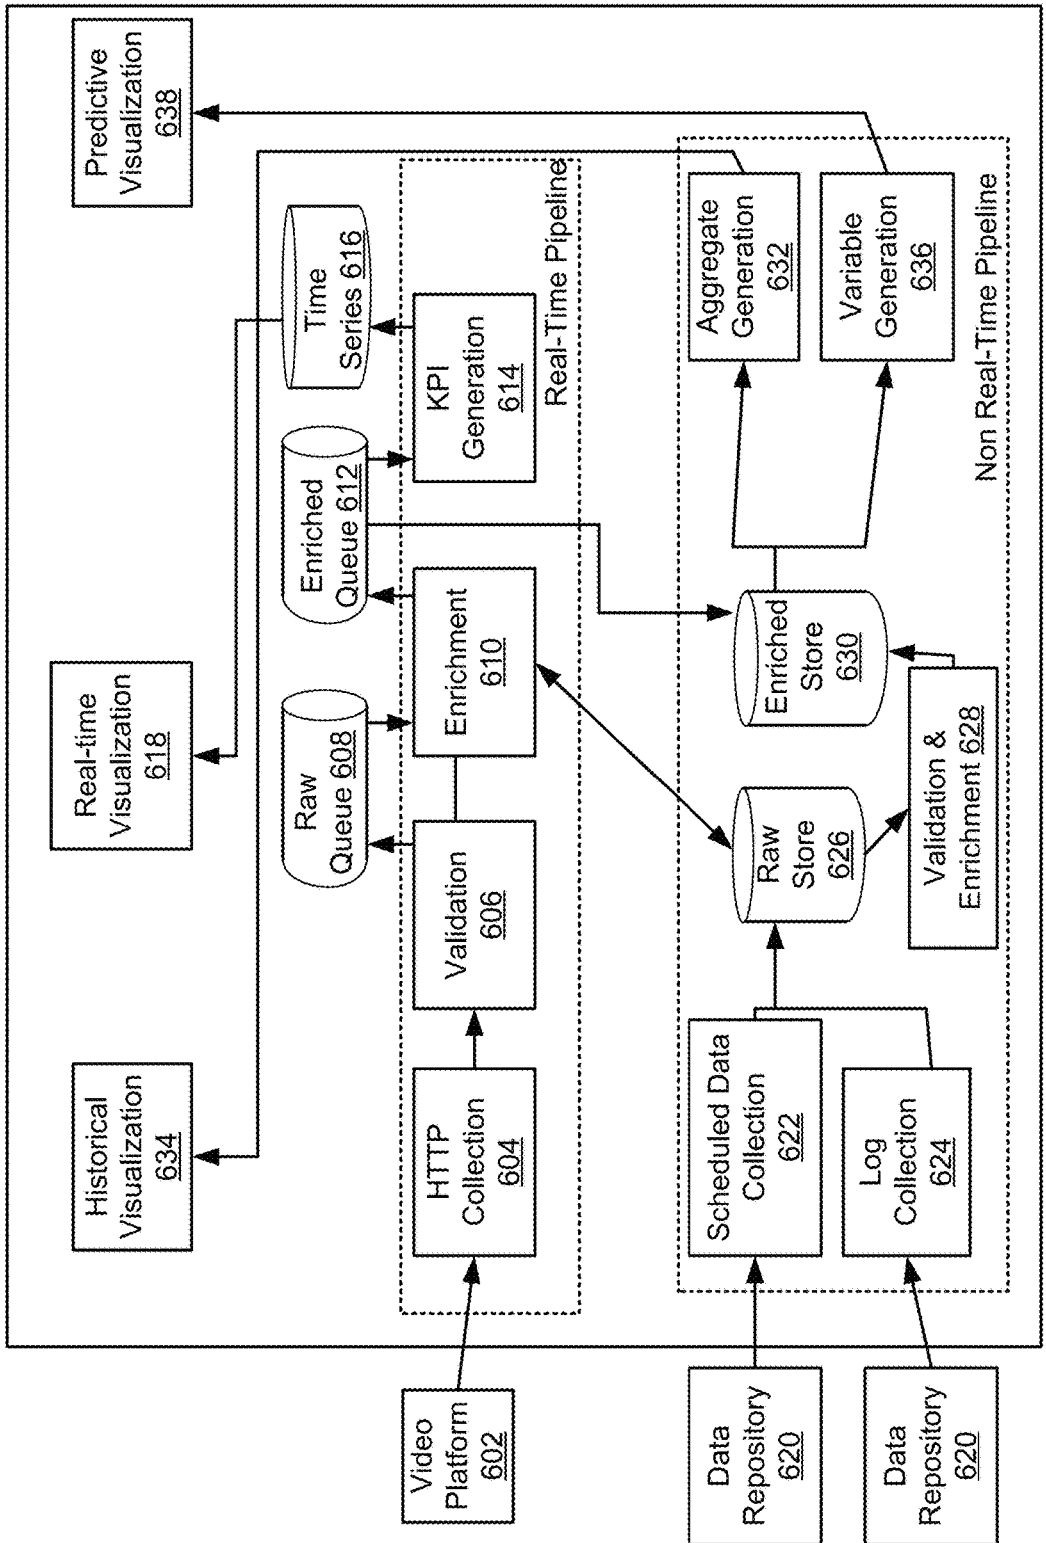 Historical
Visualization
634
Real-time
Visualization
618
Predictive
Visualization
638
Raw
Queue 608
Enriched
Queue 612
Time
Series 616
Video
Platform
602
HTTP
Collection
604
Validation
606
Enrichment
610
KPI
Generation
614
Real-Time Pipeline
Data
Repository
620
Scheduled Data
Collection
622
Raw
Store
626
Enriched
Store
630
Aggregate
Generation
632
Data
Repository
620
Log
Collection
624
Validation &
Enrichment 628
Variable
Generation
636
Non Real-Time Pipeline